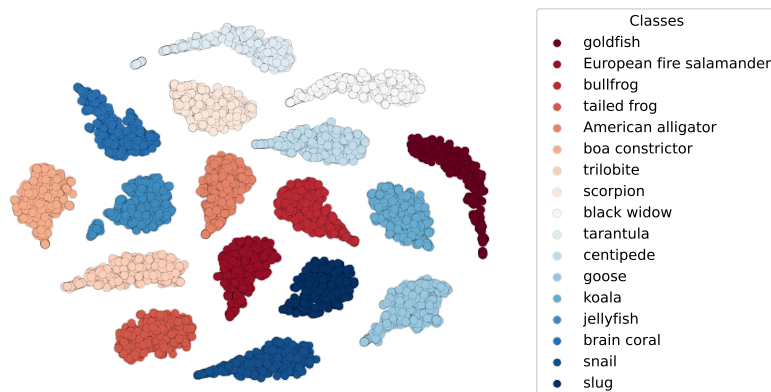 Classes
goldfish
European fire salamander
bullfrog
tailed frog
American alligator
boa constrictor
trilobite
scorpion
black widow
tarantula
centipede
goose
koala
jellyfish
brain coral
snail
slug